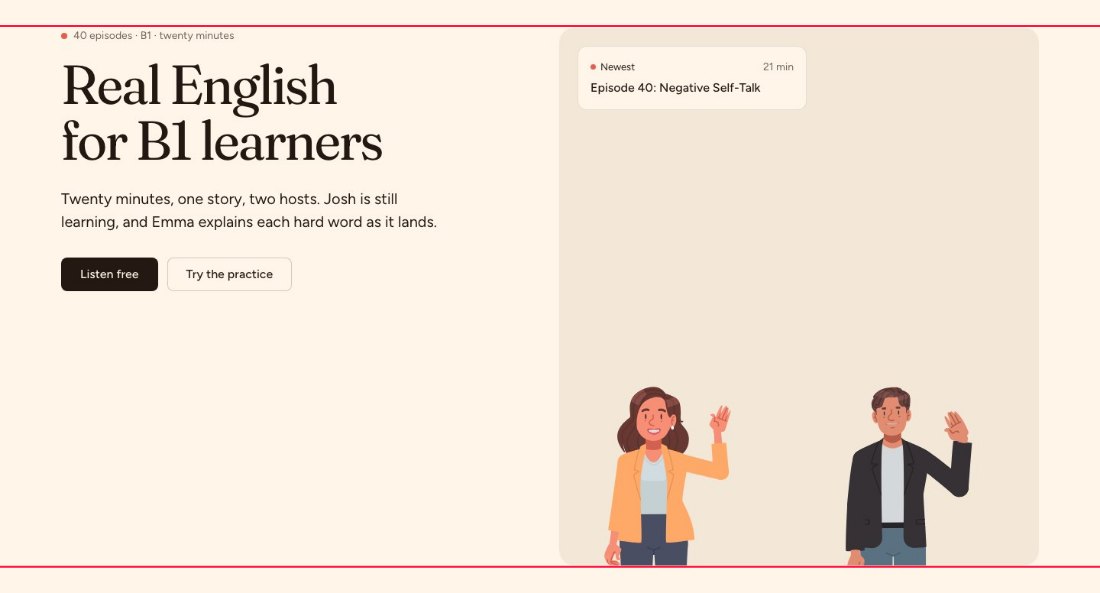 40 episodes · B1 · twenty minutes
Real English
for B1 learners
Twenty minutes, one story, two hosts. Josh is still
learning, and Emma explains each hard word as it lands.
Listen free
Try the practice
Newest
21 min
Episode 40: Negative Self-Talk